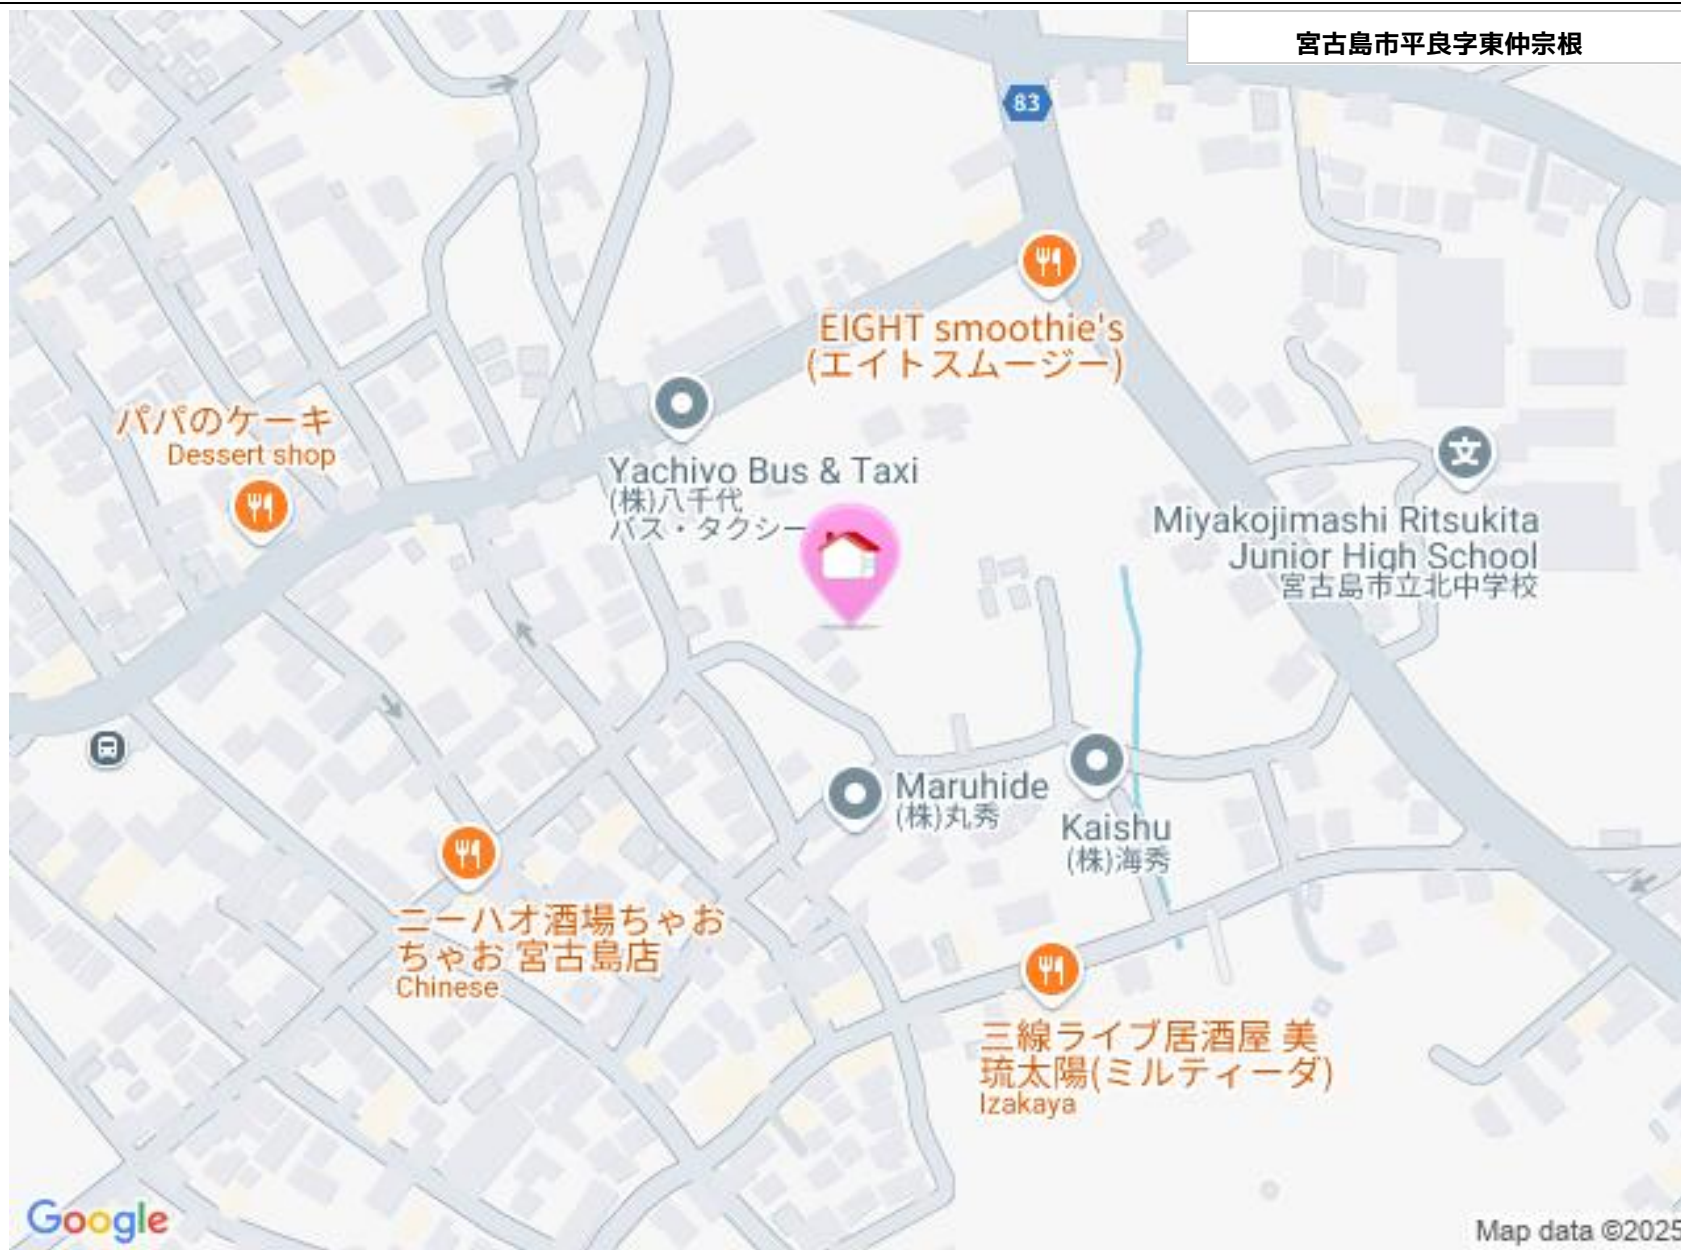 宮古島市平良字東仲宗根
83
EIGHT smoothie's
(エイトスムージー)
パパのケーキ
Dessert shop
Yachiyo Bus & Taxi
(株)八千代
バス・タクシー
文
Miyakojimashi Ritsukita
Junior High School
宮古島市立北中学校
Maruhide
(株)丸秀
Kaishu
(株)海秀
ニーハオ酒場ちゃお
ちゃお 宮古島店
Chinese
三線ライブ居酒屋 美
琉太陽(ミルティーダ)
Izakaya
Google
Map data ©2025